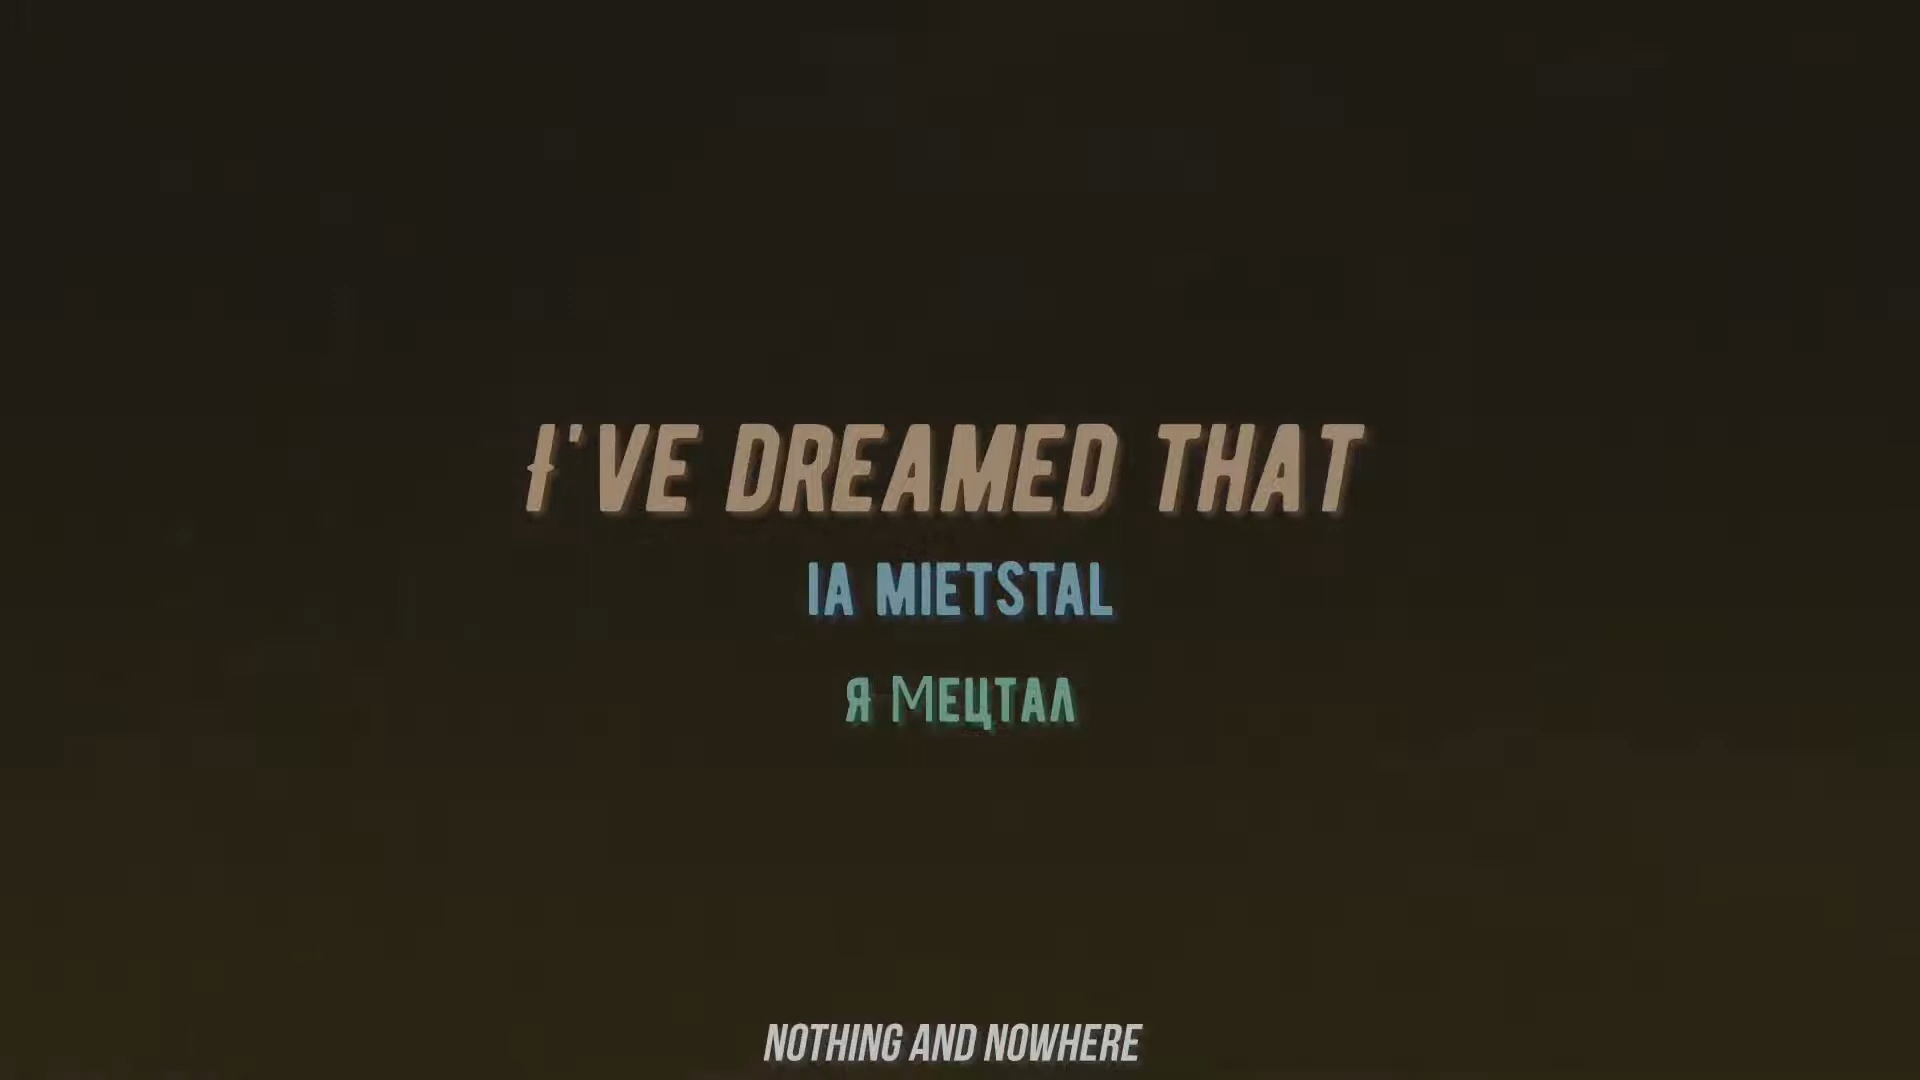 I'VE DREAMED THAT
IA MIETSTAL
Я МЕЦТАЛ
NOTHING AND NOWHERE